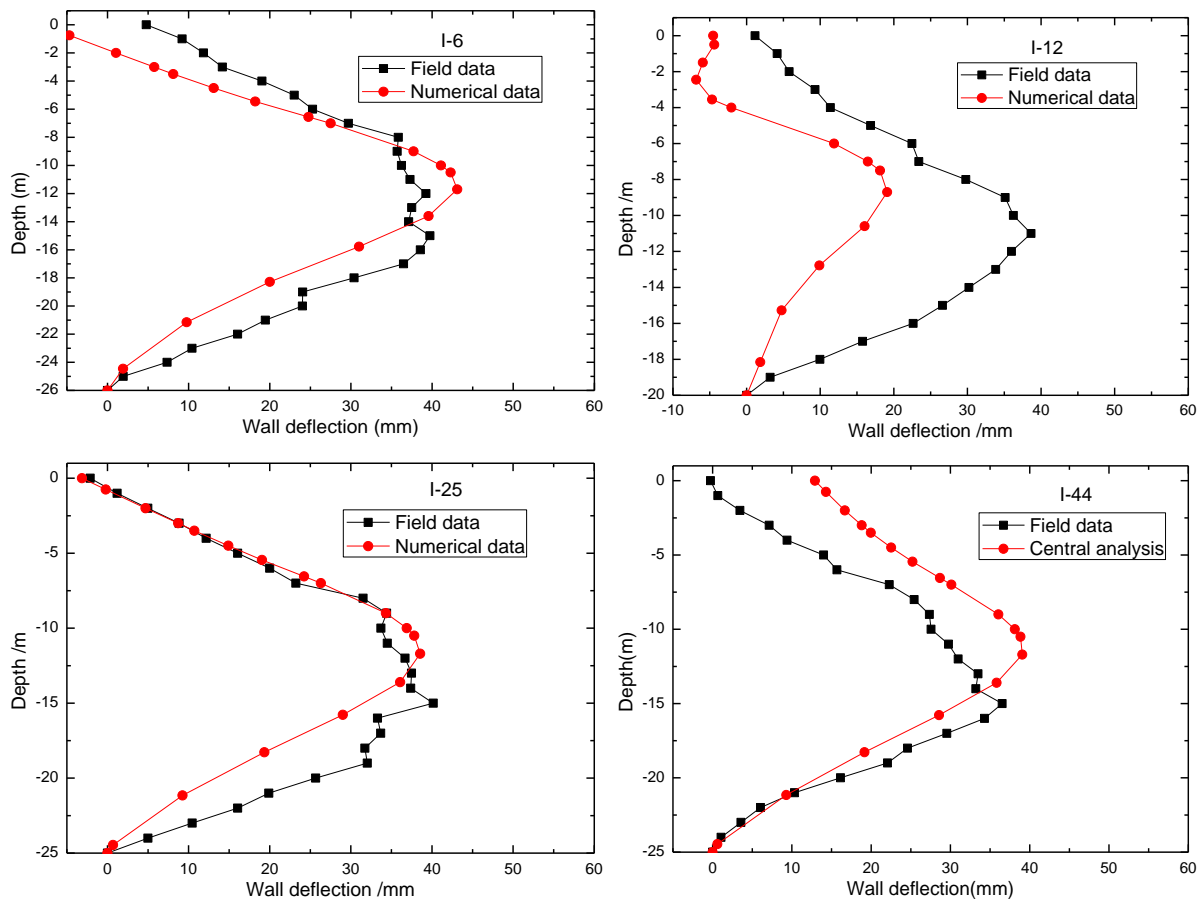 I-6
Field data
Numerical data
0
-2
-4
-6
-8
-10
-12
-14
-16
-18
-20
-22
-24
-26
Depth (m)
0 10 20 30 40 50 60
Wall deflection (mm)
I-12
Field data
Numerical data
0
-2
-4
-6
-8
-10
-12
-14
-16
-18
-20
Depth /m
-10 0 10 20 30 40 50 60
Wall deflection /mm
I-25
Field data
Numerical data
0
-5
-10
-15
-20
-25
Depth /m
0 10 20 30 40 50 60
Wall deflection /mm
I-44
Field data
Central analysis
0
-5
-10
-15
-20
-25
Depth(m)
0 10 20 30 40 50 60
Wall deflection(mm)